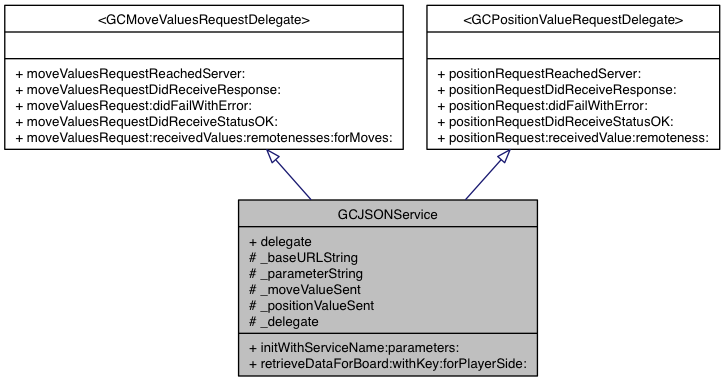 <GCMoveValuesRequestDelegate>
+ moveValuesRequestReachedServer:
+ moveValuesRequestDidReceiveResponse:
+ moveValuesRequest:didFailWithError:
+ moveValuesRequestDidReceiveStatusOK:
+ moveValuesRequest:receivedValues:remotenesses:forMoves:
<GCPositionValueRequestDelegate>
+ positionRequestReachedServer:
+ positionRequestDidReceiveResponse:
+ positionRequest:didFailWithError:
+ positionRequestDidReceiveStatusOK:
+ positionRequest:receivedValue:remoteness:
GCJSONService
+ delegate
# _baseURLString
# _parameterString
# _moveValueSent
# _positionValueSent
# _delegate
+ initWithServiceName:parameters:
+ retrieveDataForBoard:withKey:forPlayerSide: